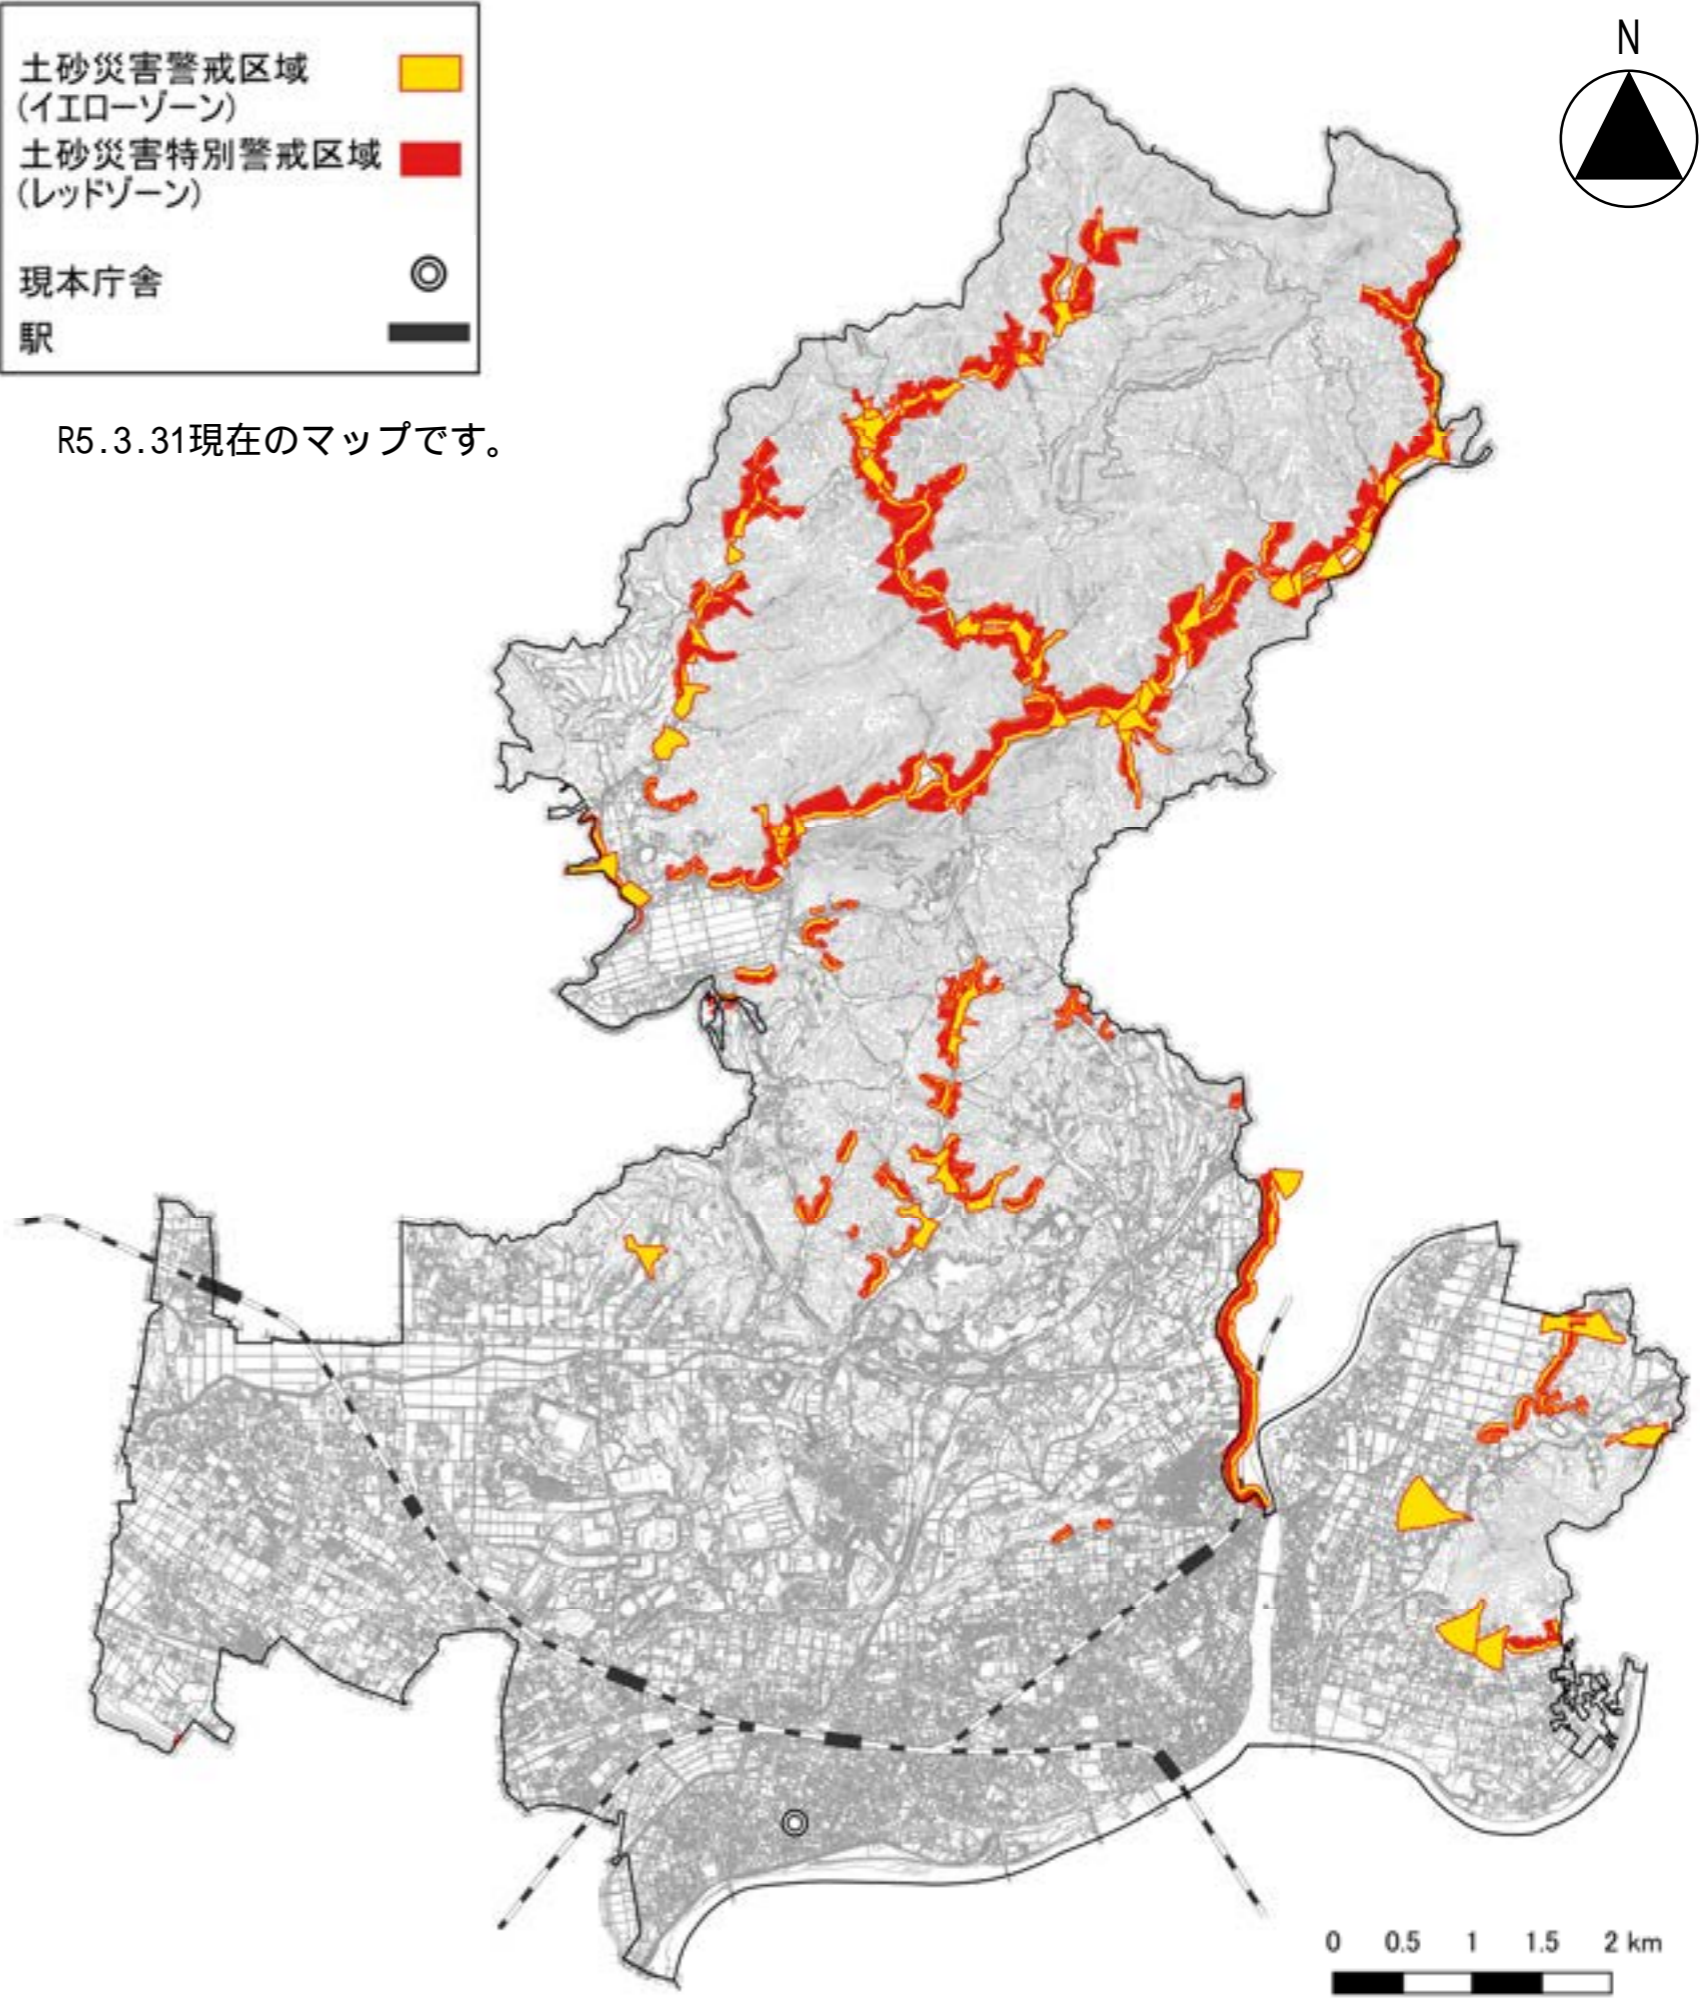 土砂災害警戒区域
(イエローゾーン)
土砂災害特別警戒区域
(レッドゾーン)
現本庁舎
駅
R5.3.31現在のマップです。
N
0 0.5 1 1.5 2 km